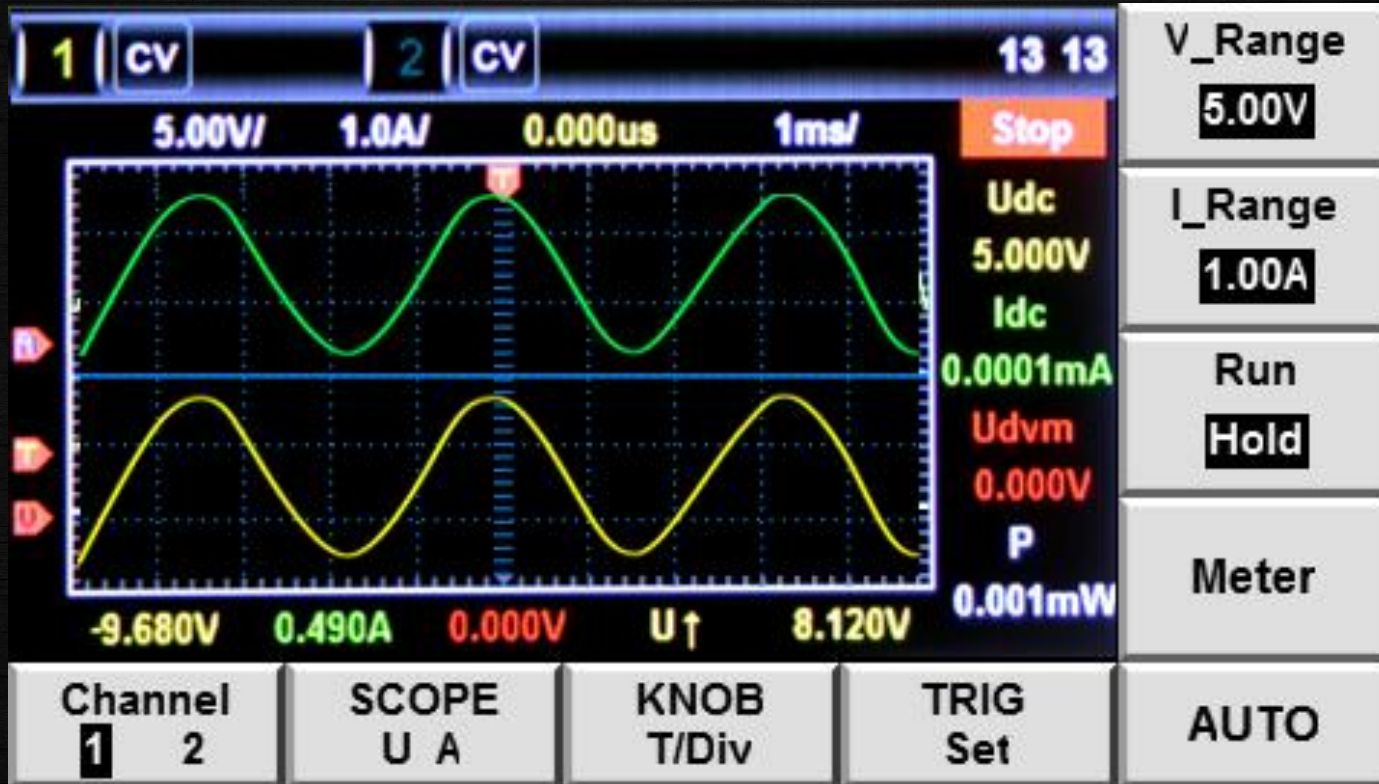 1 CV 2 CV 13 13
5.00V/ 1.0A/ 0.000us 1ms/ Stop
T
Udc
5.000V
Idc
0.0001mA
Udvm
0.000V
P
0.001mW
A
T
U
-9.680V 0.490A 0.000V U↑ 8.120V
V_Range
5.00V
I_Range
1.00A
Run
Hold
Meter
AUTO
Channel
1 2
SCOPE
U A
KNOB
T/Div
TRIG
Set